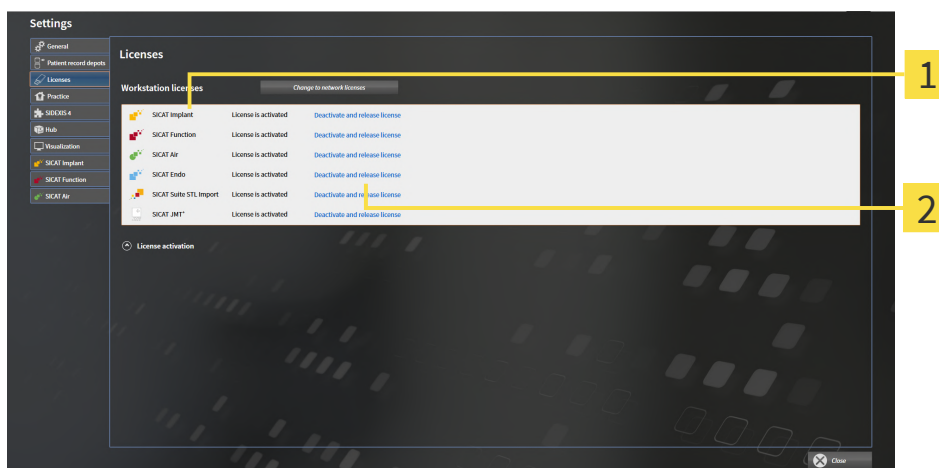 Settings
General
Patient record depots
Licenses
Practice
SIDEXIS 4
Hub
Visualization
SICAT Implant
SICAT Function
SICAT Air
Licenses
Workstation licenses
Change to network licenses
SICAT Implant License is activated Deactivate and release license
SICAT Function License is activated Deactivate and release license
SICAT Air License is activated Deactivate and release license
SICAT Endo License is activated Deactivate and release license
SICAT Suite STL Import License is activated Deactivate and release license
SICAT JMT+ License is activated Deactivate and release license
License activation
Close
1
2